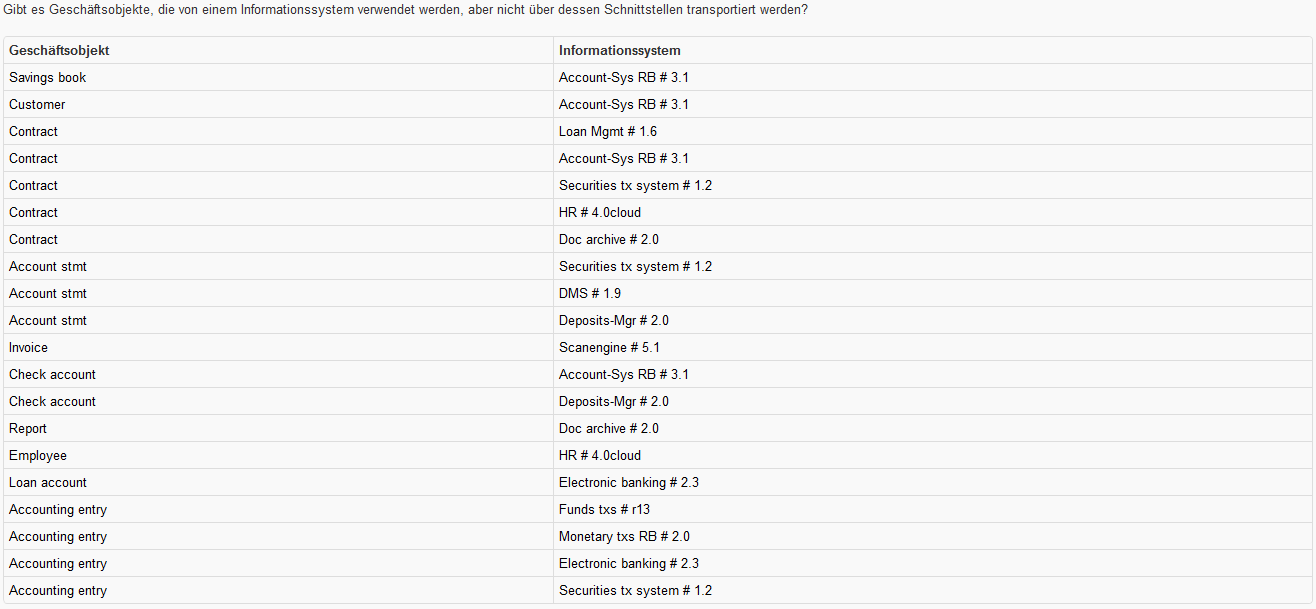 Gibt es Geschäftsobjekte, die von einem Informationssystem verwendet werden, aber nicht über dessen Schnittstellen transportiert werden?
Geschäftsobjekt Informationssystem
Savings book Account-Sys RB # 3.1
Customer Account-Sys RB # 3.1
Contract Loan Mgmt # 1.6
Contract Account-Sys RB # 3.1
Contract Securities tx system # 1.2
Contract HR # 4.0cloud
Contract Doc archive # 2.0
Account stmt Securities tx system # 1.2
Account stmt DMS # 1.9
Account stmt Deposits-Mgr # 2.0
Invoice Scanengine # 5.1
Check account Account-Sys RB # 3.1
Check account Deposits-Mgr # 2.0
Report Doc archive # 2.0
Employee HR # 4.0cloud
Loan account Electronic banking # 2.3
Accounting entry Funds txs # r13
Accounting entry Monetary txs RB # 2.0
Accounting entry Electronic banking # 2.3
Accounting entry Securities tx system # 1.2